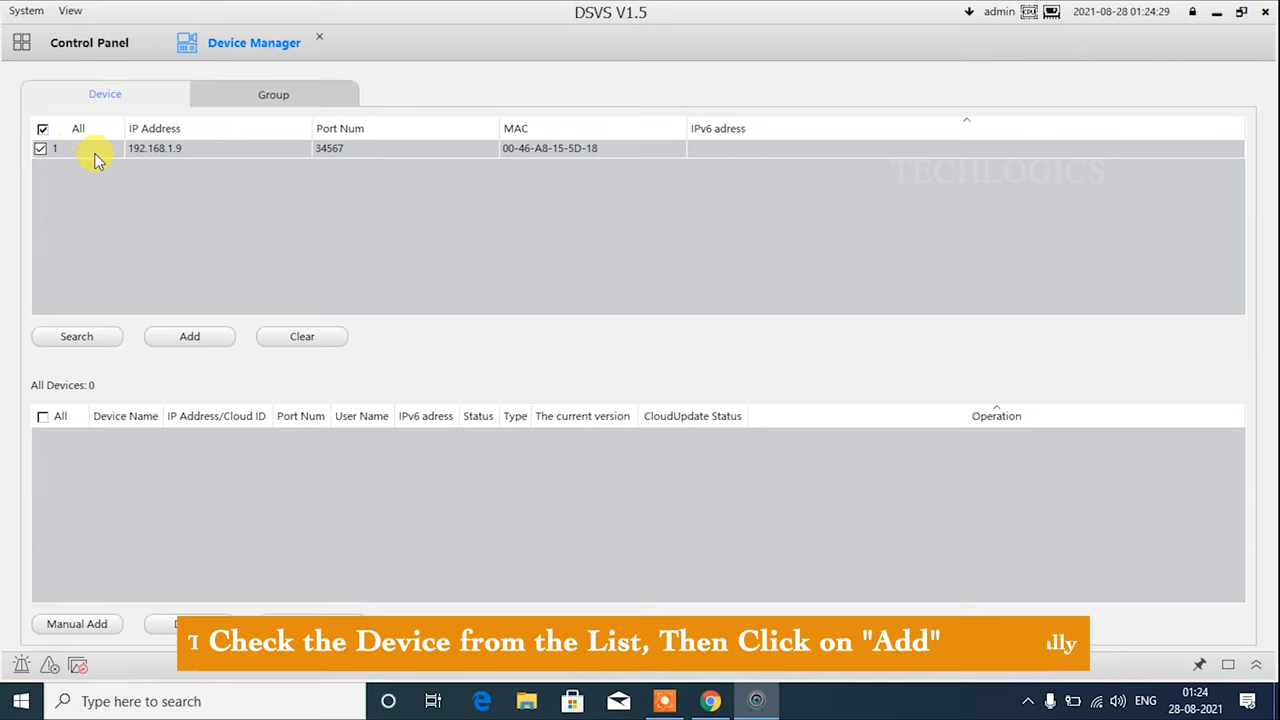 System View
DSVS V1.5
admin
2021-08-28 01:24:29
Control Panel
Device Manager
Device
Group
All IP Address Port Num MAC IPv6 adress
1 192.168.1.9 34567 00-46-A8-15-5D-18
TECHLOGICS
Search
Add
Clear
All Devices: 0
All Device Name IP Address/Cloud ID Port Num User Name IPv6 adress Status Type The current version CloudUpdate Status Operation
Manual Add
Check the Device from the List, Then Click on "Add"
Type here to search
ENG
01:24
28-08-2021